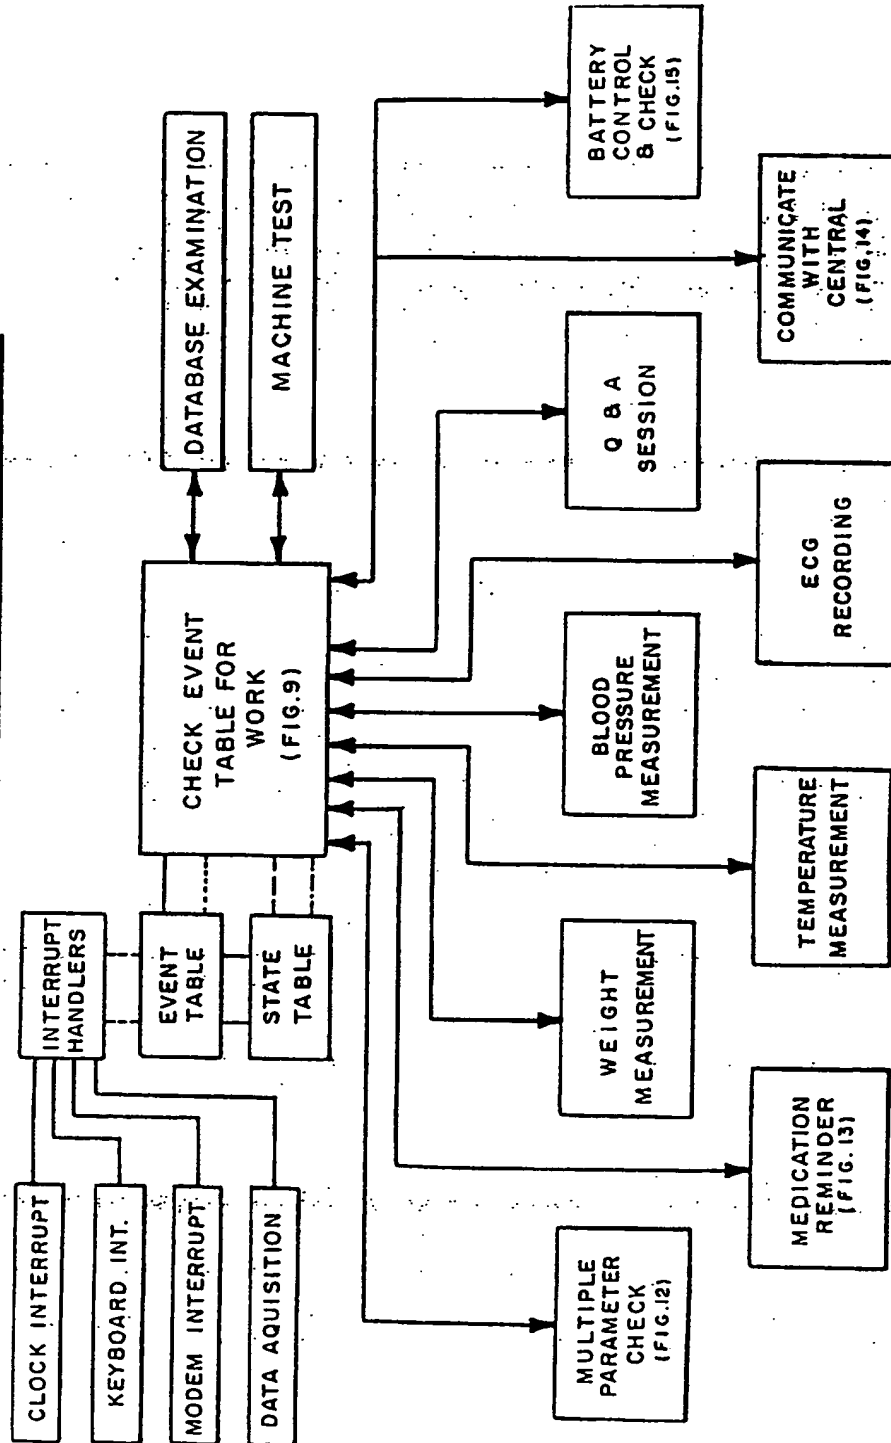 CLOCK INTERRUPT
KEYBOARD INT.
MODEM INTERRUPT
DATA AQUISITION
INTERRUPT
HANDLERS
EVENT
TABLE
STATE
TABLE
CHECK EVENT
TABLE FOR
WORK
(FIG.9)
DATABASE EXAMINATION
MACHINE TEST
MULTIPLE
PARAMETER
CHECK
(FIG.12)
MEDICATION
REMINDER
(FIG. 13)
WEIGHT
MEASUREMENT
TEMPERATURE
MEASUREMENT
BLOOD
PRESSURE
MEASUREMENT
ECG
RECORDING
Q & A
SESSION
COMMUNICATE
WITH
CENTRAL
(FIG.14)
BATTERY
CONTROL
& CHECK
(FIG.15)